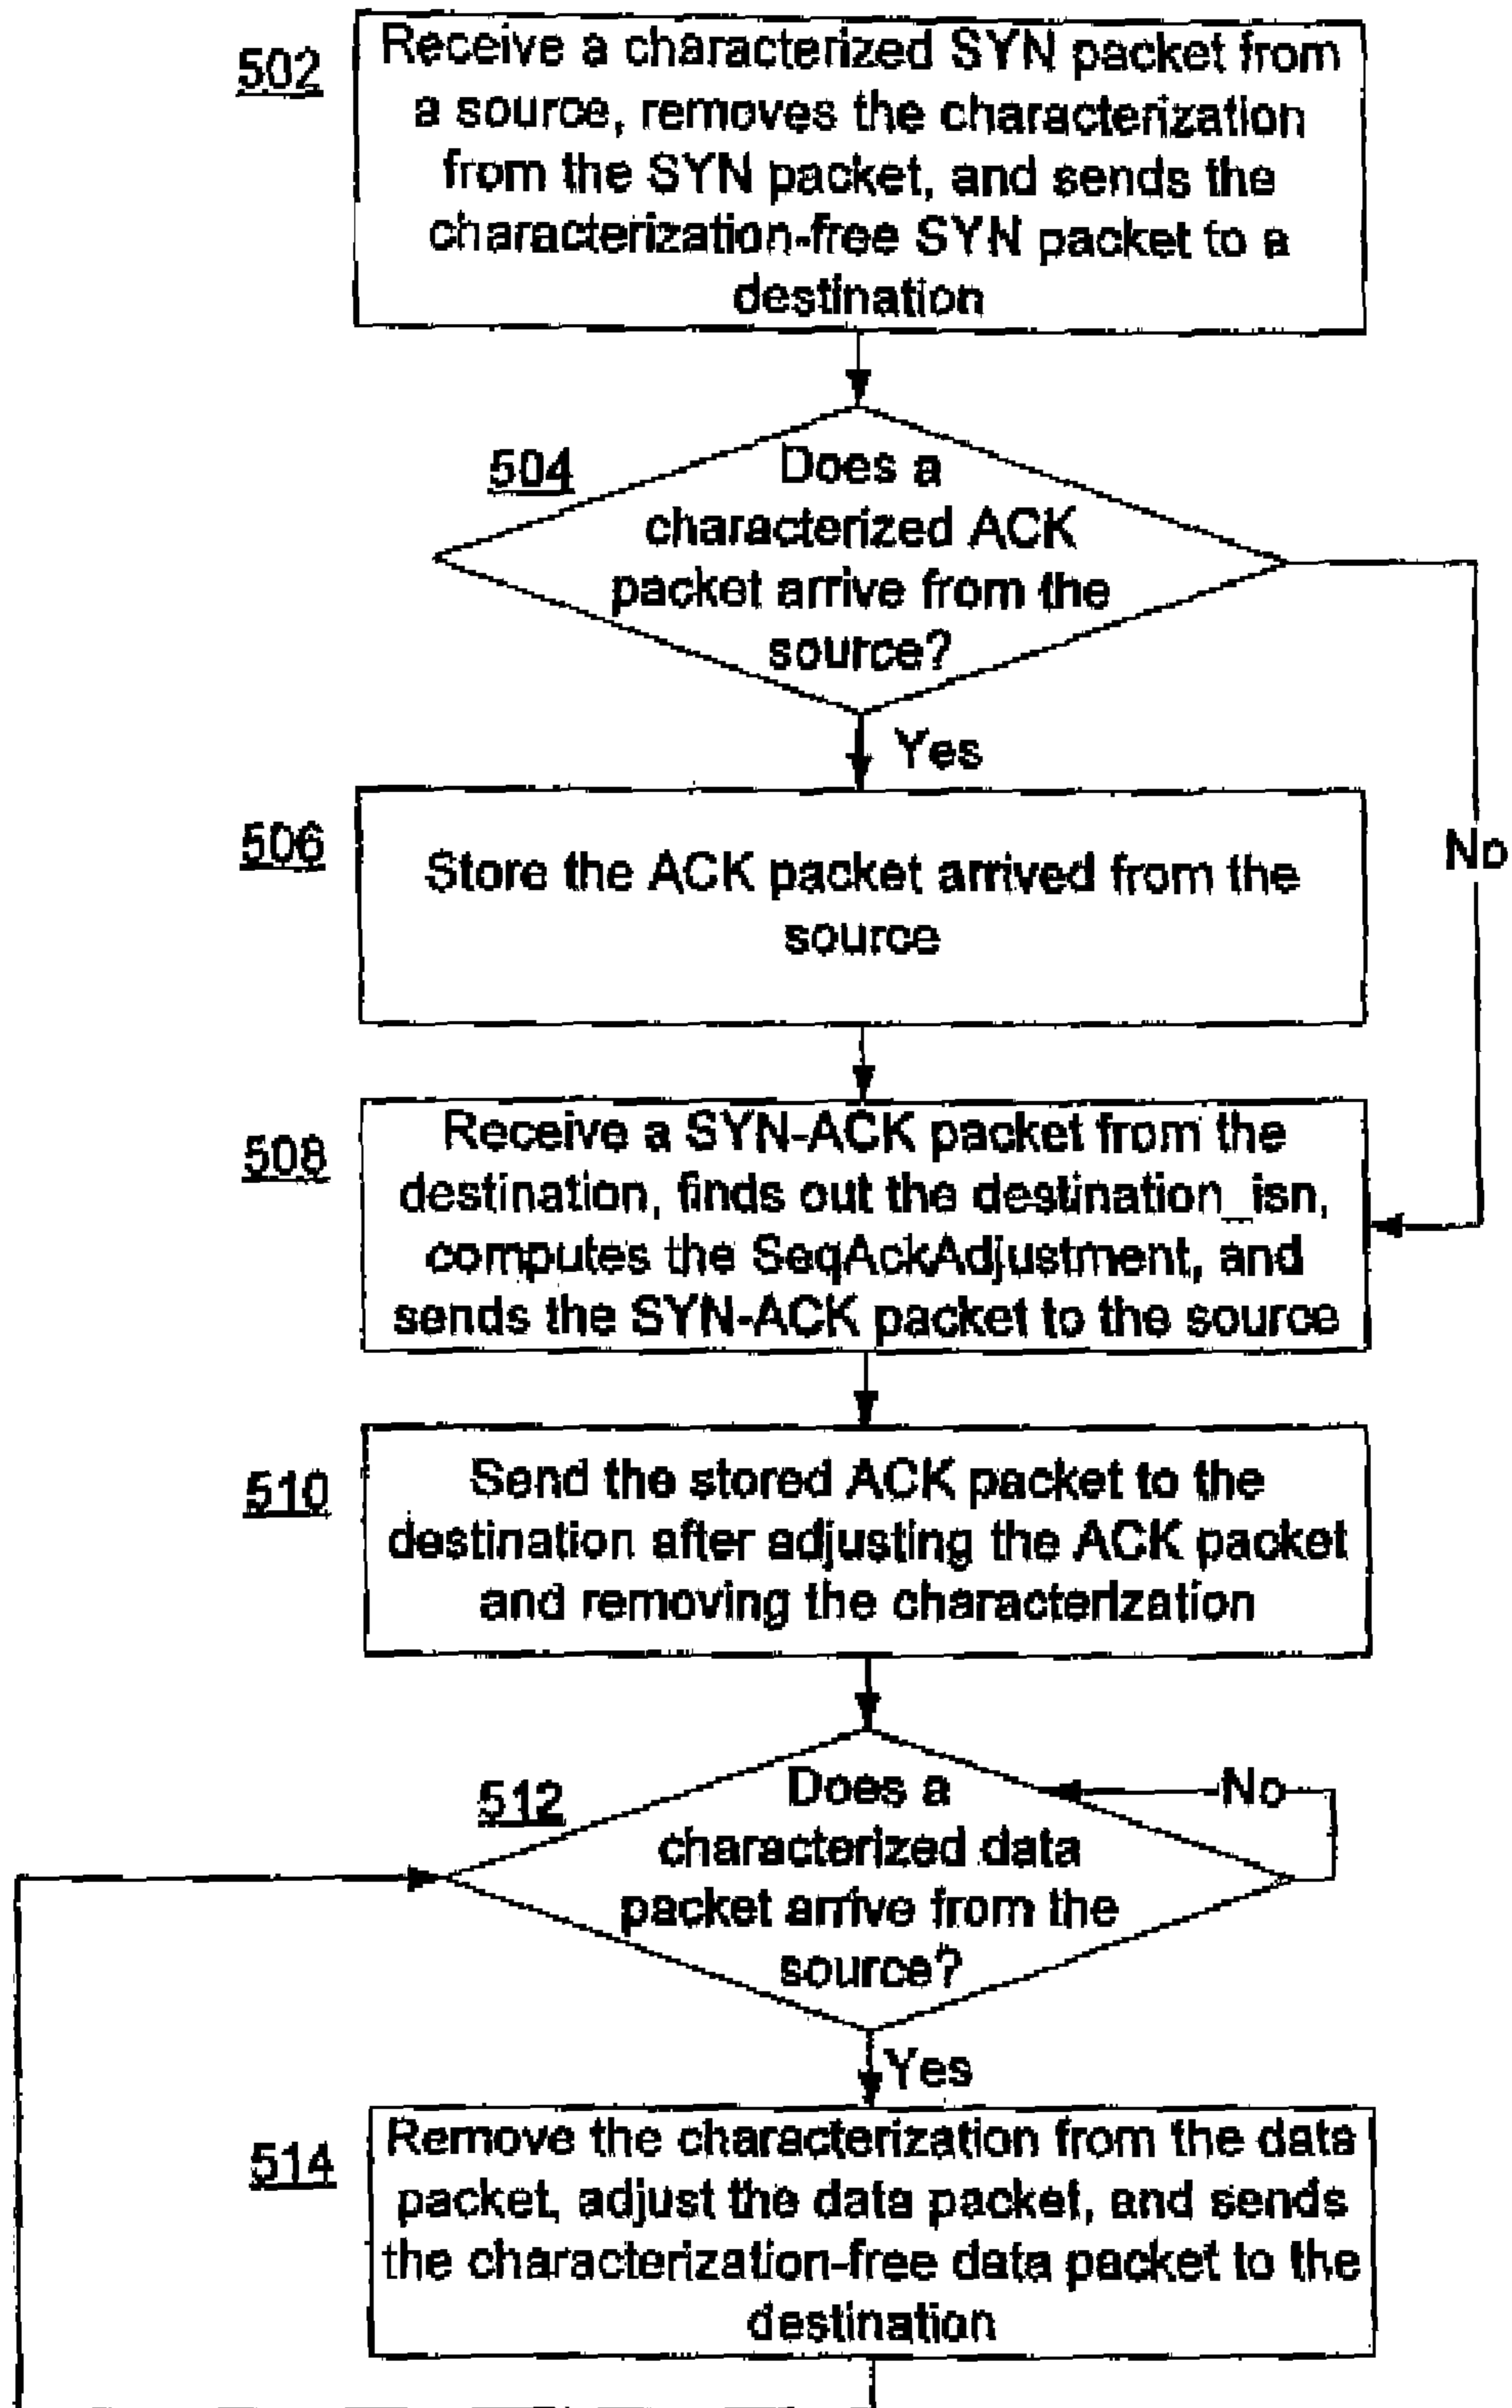 502
Receive a characterized SYN packet from
a source, removes the characterization
from the SYN packet, and sends the
characterization-free SYN packet to a
destination
504
Does a
characterized ACK
packet arrive from the
source?
Yes
No
506
Store the ACK packet arrived from the
source
508
Receive a SYN-ACK packet from the
destination, finds out the destination_isn,
computes the SeqAckAdjustment, and
sends the SYN-ACK packet to the source
510
Send the stored ACK packet to the
destination after adjusting the ACK packet
and removing the characterization
512
Does a
characterized data
packet arrive from the
source?
No
Yes
514
Remove the characterization from the data
packet, adjust the data packet, and sends
the characterization-free data packet to the
destination